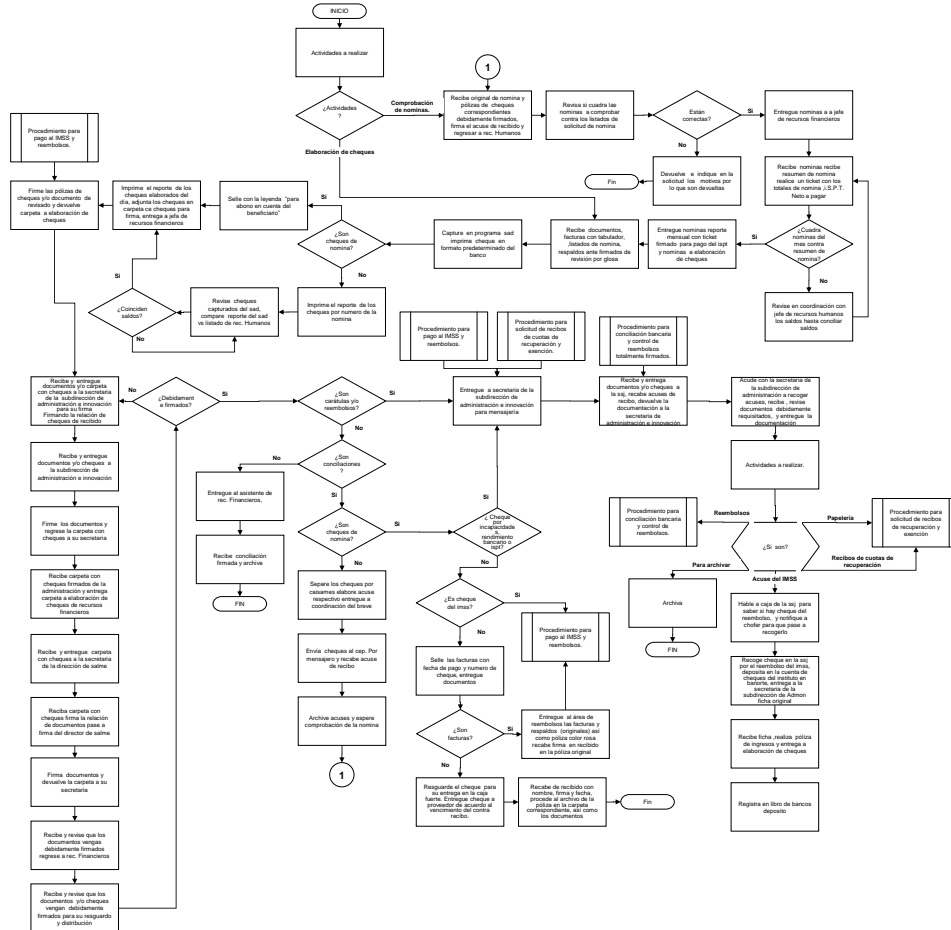 INICIO
Actividades a realizar
¿Actividades
?
Comprobación
de nóminas.
Elaboración de cheques
1
Recibe original de nomina y
pólizas de cheques
correspondientes
debidamente firmados,
firma el acuse de recibido y
regresar a rec. Humanos
Revisa si cuadra las
nominas a comprobar
contra los listados de
solicitud de nomina
Están
correctas?
Si
No
Entregue nominas a a jefe
de recursos financieros
Devuelve e indique en la
solicitud los motivos por
lo que son devueltas
Fin
Recibe nominas recibe
resumen de nomina
realice un ticket con los
totales de nomina ,i.S.P.T.
Neto a pagar
¿Cuadra
nominas del
mes contra
resumen de
nomina?
Si
No
Revise en coordinación con
jefe de recursos humanos
los saldos hasta conciliar
saldos
Entregue nominas reporte
mensual con ticket
firmado para pago del ispt
y nominas a elaboración
de cheques
Recibe documentos,
facturas con tabulador,
,listados de nomina,
respaldos ante firmados de
revisión por glosa
Capture en programa sad
imprime cheque en
formato predeterminado del
banco
¿Son
cheques de
nomina?
Si
No
Selle con la leyenda "para
abono en cuenta del
beneficiario"
Imprime el reporte de los
cheques elaborados del
día, adjunta los cheques en
carpeta ce cheques para
firma, entrega a jefe de
recursos financieros
Procedimiento para
pago al IMSS y
reembolsos.
Firme las pólizas de
cheques y/o documento de
revisado y devuelve
carpeta a elaboración de
cheques
Imprime el reporte de los
cheques por numero de la
nomina
Revise cheques
capturados del sad,
compare reporte del sad
vs listado de rec. Humanos
¿Coinciden
saldos?
Si
No
Recibe y entregue
documentos y/o carpeta
con cheques a la secretaria
de la subdirección de
administración e innovación
para su firma
Firmando la relación de
cheques de recibido
Recibe y entregue
documentos y/o cheques a
la subdirección de
administración e innovación
Firme los documentos y
regrese la carpeta con
cheques a su secretaria
Recibe carpeta con
cheques firmados de la
administración y entrega
carpeta a elaboración de
cheques de recursos
financieros
Recibe y entregue carpeta
con cheques a la secretaria
de la dirección de salme
Reciba carpeta con
cheques firma la relación
de documentos pase a
firma del director de salme
Firma documentos y
devuelve la carpeta a su
secretaria
Recibe y revise que los
documentos vengas
debidamente firmados
regrese a rec. Financieros
Recibe y revise que los
documentos y/o cheques
vengan debidamente
firmados para su resguardo
y distribución
¿Debidament
e firmados?
No
Si
¿Son
carátulas y/o
reembolsos?
Si
No
¿Son
conciliaciones
?
No
Si
Entregue al asistente de
rec. Financieros,
Recibe conciliación
firmada y archive
FIN
¿Son
cheques de
nomina?
Si
Separe los cheques por
caisames elabore acuse
respectivo entregue a
coordinación del breve
Envía cheques al cep. Por
mensajero y recabe acuse
de recibo
Archive acuses y espere
comprobación de la nomina
1
Procedimiento para
pago al IMSS y
reembolsos.
Procedimiento para
solicitud de recibos
de cuotas de
recuperación y
exención.
Procedimiento para
conciliación bancaria
y control de
reembolsos
totalmente firmados.
Entregue a secretaria de la
subdirección de
administración e innovación
para mensajería
Recibe y entrega
documentos y/o cheques a
la ssj, recabe acuses de
recibo, devuelve la
documentación a la
secretaria de
administración e innovación
Acude con la secretaria de
la subdirección de
administración a recoger
acuses, recibe , revise
documentos debidamente
requisitados, y entregue la
documentación
Actividades a realizar.
¿Si son?
Reembolsos
Papelería
Para archivar
Recibos de cuotas de
recuperación
Acuse del IMSS
Procedimiento para
conciliación bancaria
y control de
reembolsos.
Procedimiento para
solicitud de recibos
de recuperación y
exención
Archiva
FIN
Hable a caja de la ssj para
saber si hay cheque del
reembolso, y notifique a
chofer para que pase a
recogerlo
Recoge cheque en la ssj
por el reembolso del imss,
deposita en la cuenta de
cheques del instituto en
banorte, entrega a la
secretaria de la
subdirección de Admon
ficha original
Recibe ficha ,realiza póliza
de ingresos y entrega a
elaboración de cheques
Registra en libro de bancos
deposito
¿ Cheque
por
incapacidade
s, rendimiento
bancario o
ispt?
Si
No
¿Es cheque
del imss?
Si
No
Procedimiento para
pago al IMSS y
reembolsos.
Selle las facturas con
fecha de pago y numero de
cheque, entregue
documentos
¿Son
facturas?
Si
No
Entregue al área de
reembolsos las facturas y
respaldos (originales) así
como póliza color rosa
recabe firma en recibido
en la póliza original
Resguarde el cheque para
su entrega en la caja
fuerte. Entregue cheque a
proveedor de acuerdo al
vencimiento del contra
recibo.
Recabe de recibido con
nombre, firma y fecha,
procede al archivo de la
póliza en la carpeta
correspondiente, así como
los documentos
Fin